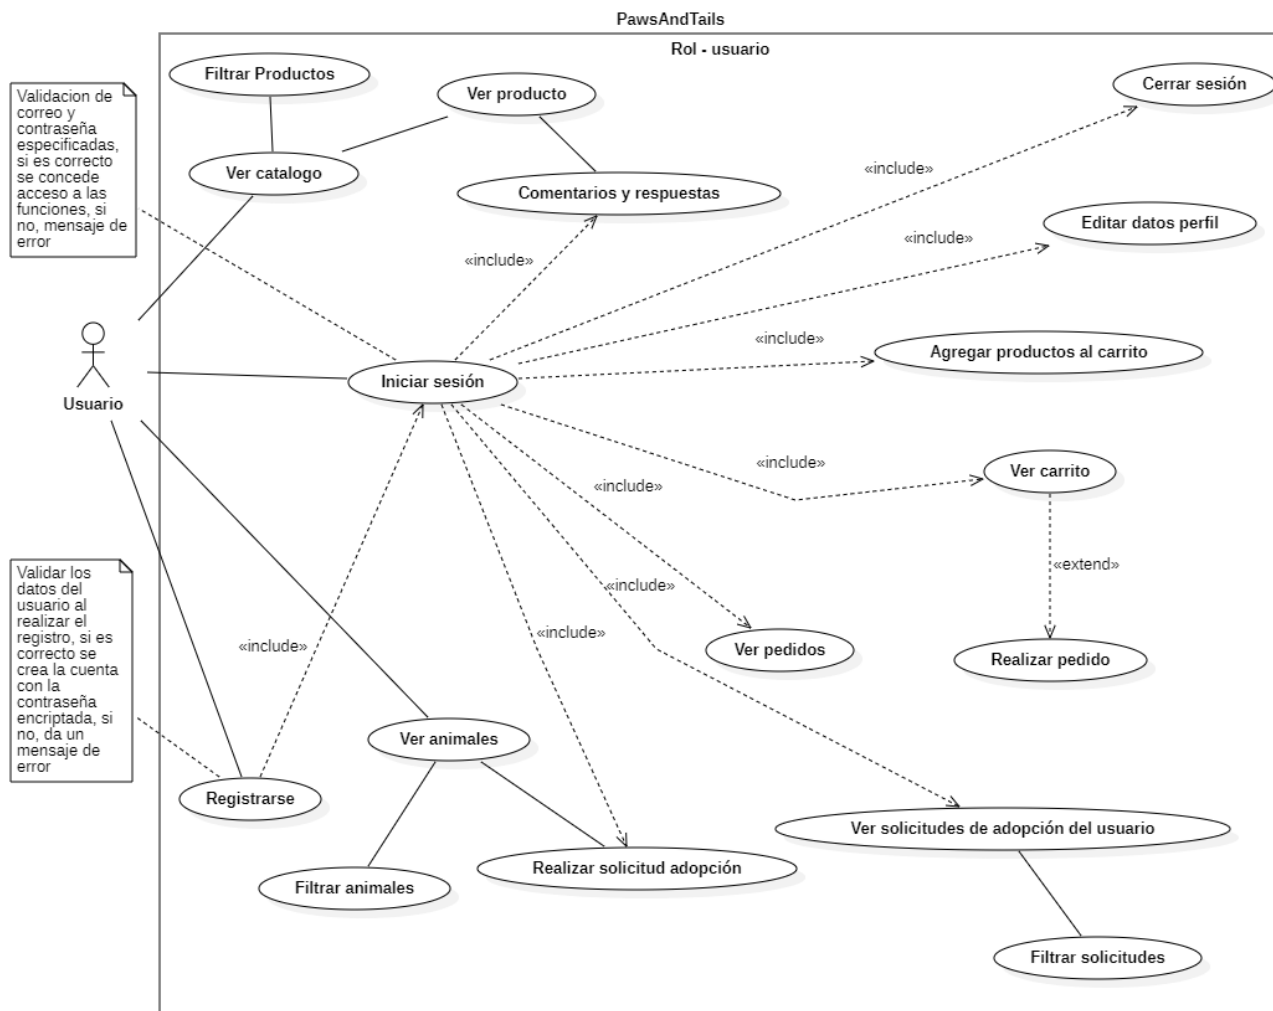 PawsAndTails
Rol - usuario
Filtrar Productos
Ver producto
Cerrar sesión
Validacion de
correo y
contraseña
especificadas,
si es correcto
se concede
acceso a las
funciones, si
no, mensaje de
error
Ver catalogo
«include»
Comentarios y respuestas
Editar datos perfil
«include»
«include»
Usuario
Iniciar sesión
«include»
Agregar productos al carrito
«include»
Ver carrito
«include»
«extend»
Validar los
datos del
usuario al
realizar el
registro, si es
correcto se
crea la cuenta
con la
contraseña
encriptada, si
no, da un
mensaje de
error
«include»
«include»
«include»
Ver pedidos
Realizar pedido
Ver animales
Registrarse
Ver solicitudes de adopción del usuario
Filtrar animales
Realizar solicitud adopción
Filtrar solicitudes